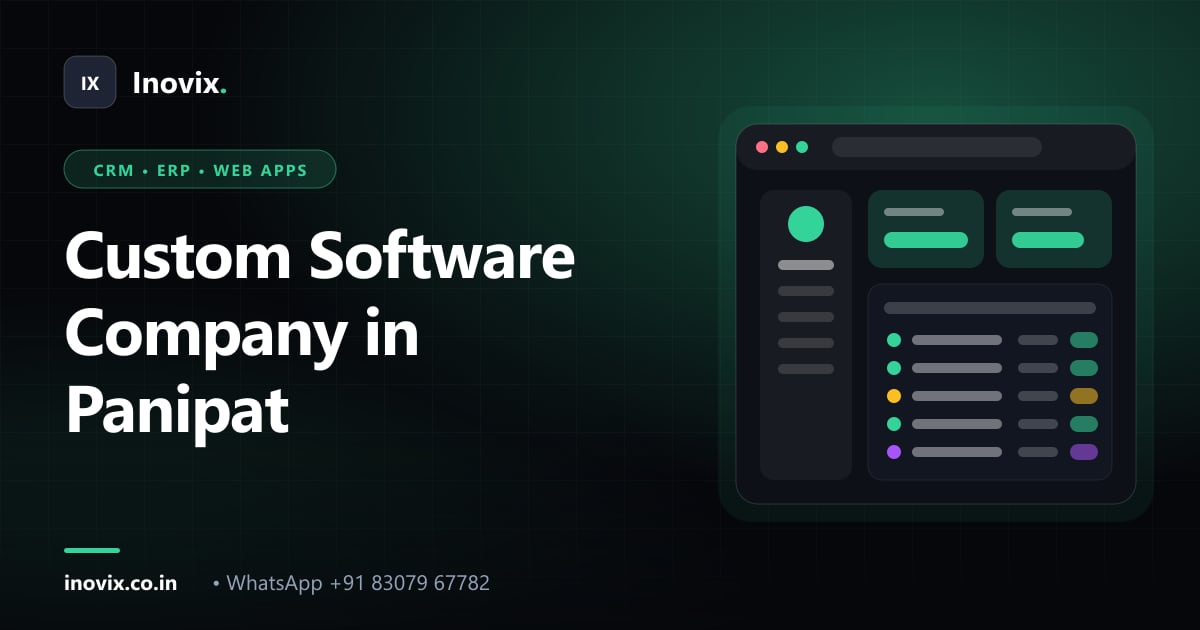 IX
Inovix.
CRM • ERP • WEB APPS
Custom Software
Company in
Panipat
inovix.co.in • WhatsApp +91 83079 67782